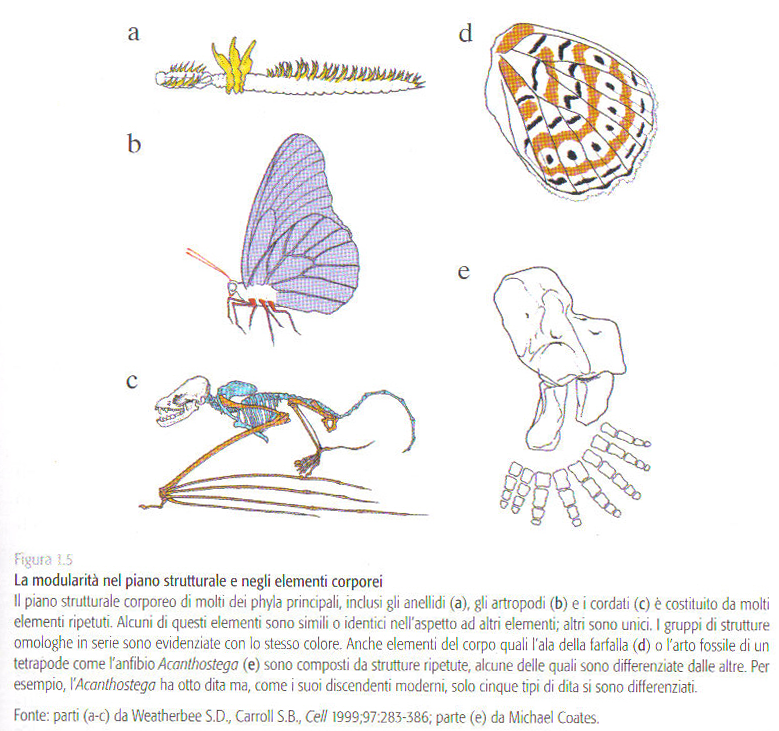 a
d
b
e
c
Figura 1.5
La modularità nel piano strutturale e negli elementi corporei
Il piano strutturale corporeo di molti dei phyla principali, inclusi gli anellidi (a), gli artropodi (b) e i cordati (c) è costituito da molti
elementi ripetuti. Alcuni di questi elementi sono simili o identici nell'aspetto ad altri elementi; altri sono unici. I gruppi di strutture
omologhe in serie sono evidenziate con lo stesso colore. Anche elementi del corpo quali l'ala della farfalla (d) o l'arto fossile di un
tetrapode come l'anfibio Acanthostega (e) sono composti da strutture ripetute, alcune delle quali sono differenziate dalle altre. Per
esempio, l'Acanthostega ha otto dita ma, come i suoi discendenti moderni, solo cinque tipi di dita si sono differenziati.
Fonte: parti (a-c) da Weatherbee S.D., Carroll S.B., Cell 1999;97:283-386; parte (e) da Michael Coates.